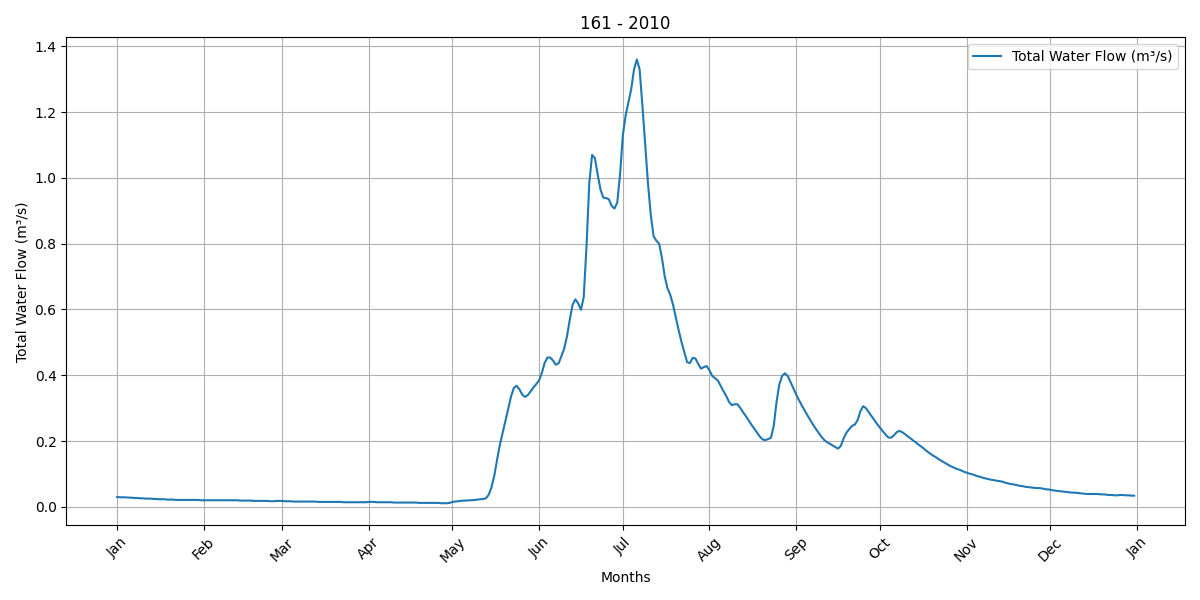 161 - 2010
Total Water Flow (m³/s)
1.4
1.2
1.0
0.8
0.6
0.4
0.2
0.0
Total Water Flow (m³/s)
Jan
Feb
Mar
Apr
May
Jun
Jul
Aug
Sep
Oct
Nov
Dec
Jan
Months